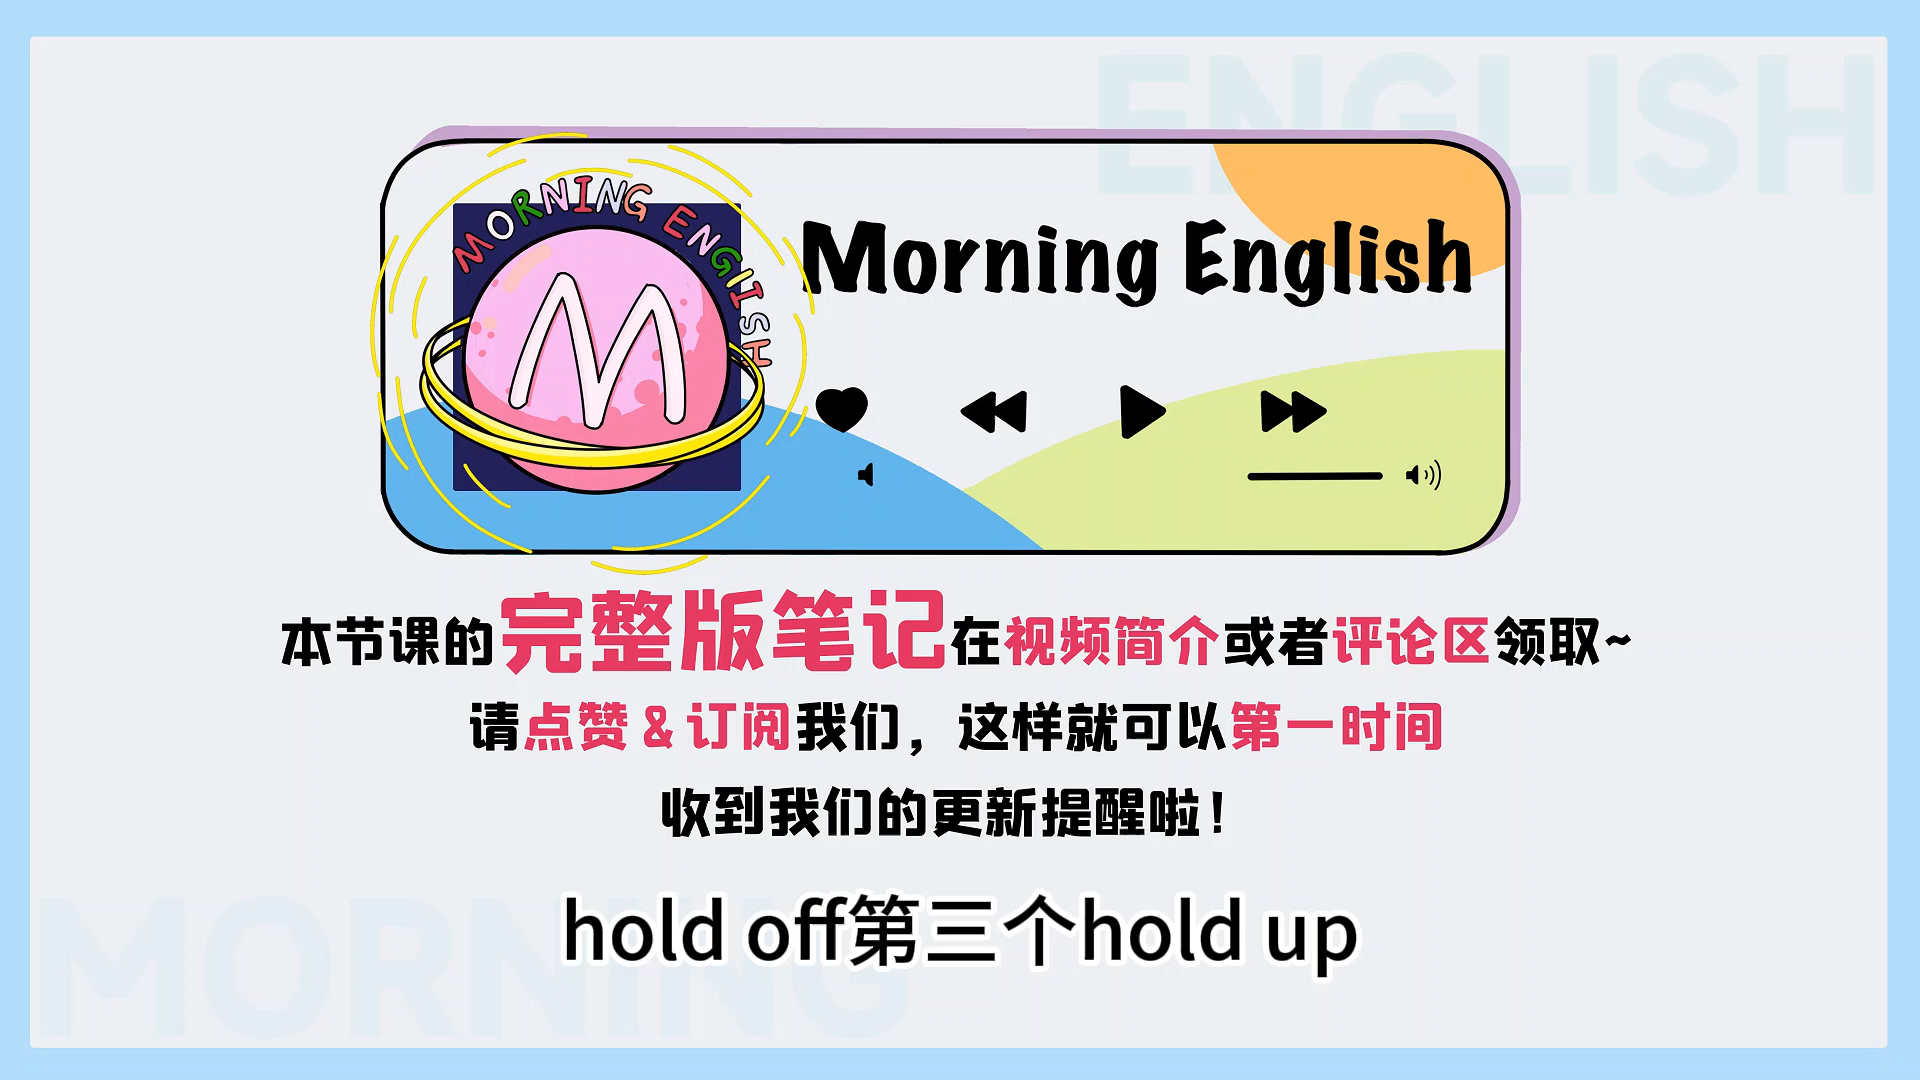 ENGLISH
MORNING ENGLISH
M
Morning English
本节课的完整版笔记在视频简介或者评论区领取~
请点赞&订阅我们，这样就可以第一时间
收到我们的更新提醒啦！
MORNING
hold off第三个hold up